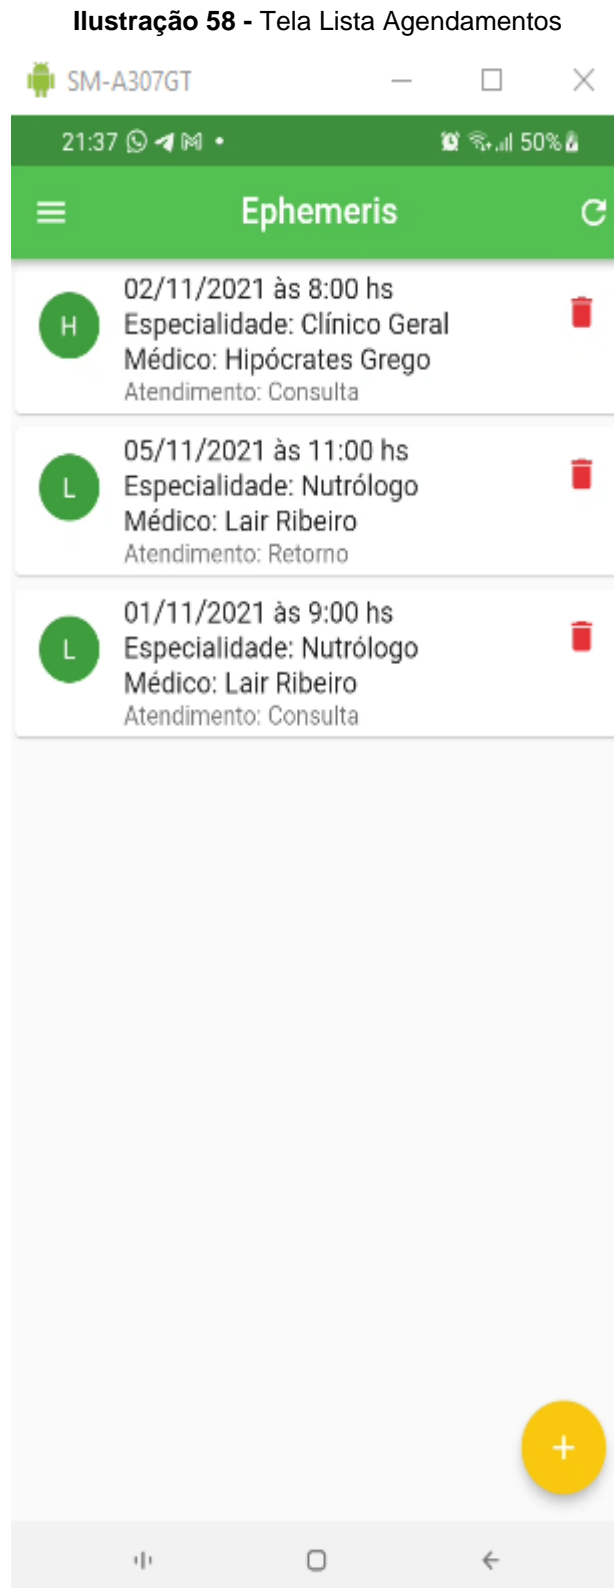 Ilustração 58 - Tela Lista Agendamentos
SM-A307GT
21:37 50%
Ephemeris
H
02/11/2021 às 8:00 hs
Especialidade: Clínico Geral
Médico: Hipócrates Grego
Atendimento: Consulta
L
05/11/2021 às 11:00 hs
Especialidade: Nutrólogo
Médico: Lair Ribeiro
Atendimento: Retorno
L
01/11/2021 às 9:00 hs
Especialidade: Nutrólogo
Médico: Lair Ribeiro
Atendimento: Consulta
+